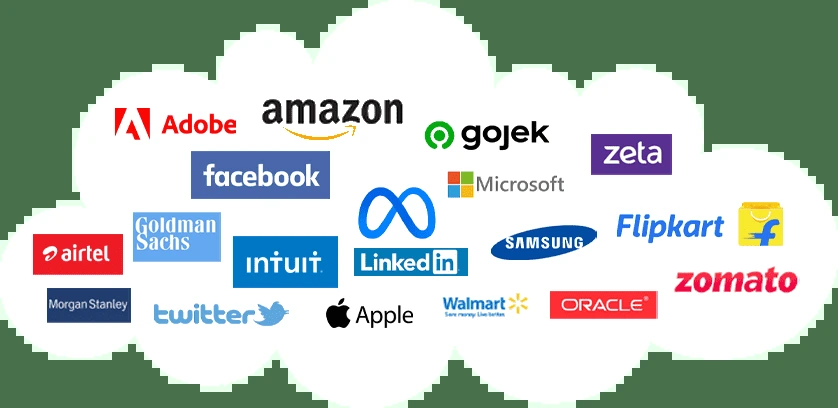 Adobe
amazon
gojek
zeta
facebook
Microsoft
Goldman
Sachs
Flipkart
airtel
intuit
Linked in
SAMSUNG
zomato
Morgan Stanley
twitter
Apple
Walmart
Save money. Live better.
ORACLE